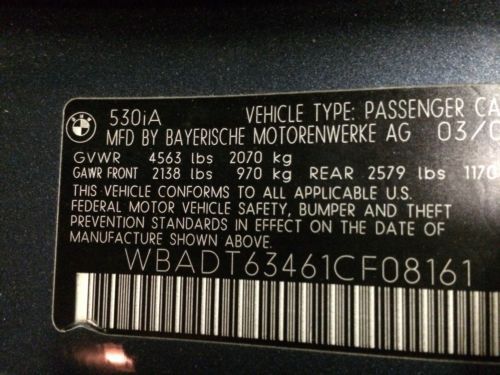 BMW
530iA VEHICLE TYPE: PASSENGER CA
MFD BY BAYERISCHE MOTORENWERKE AG 03/0
GVWR 4563 lbs 2070 kg
GAWR FRONT 2138 lbs 970 kg REAR 2579 lbs 1170
THIS VEHICLE CONFORMS TO ALL APPLICABLE U.S.
FEDERAL MOTOR VEHICLE SAFETY, BUMPER AND THEFT
PREVENTION STANDARDS IN EFFECT ON THE DATE OF
MANUFACTURE SHOWN ABOVE.
WBADT63461CF08161